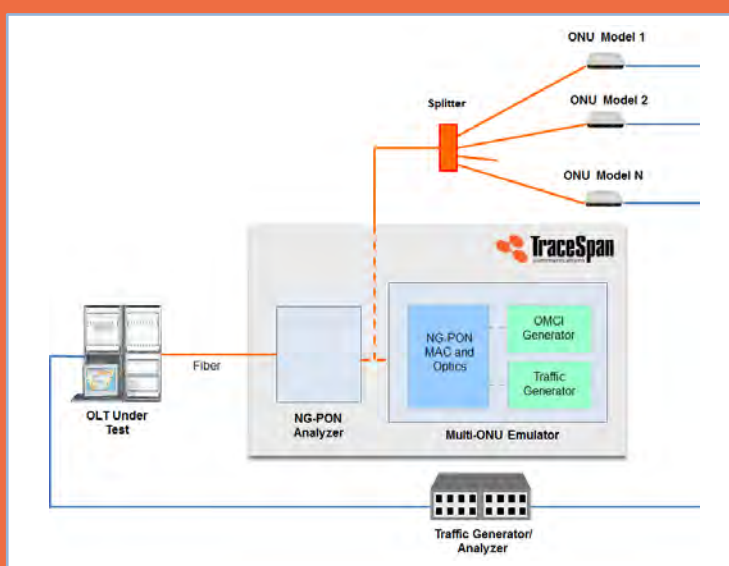 ONU Model 1
Splitter
ONU Model 2
ONU Model N
TraceSpan
communications
OLT Under
Test
Fiber
NG-PON
Analyzer
NG-PON
MAC and
Optics
OMCI
Generator
Traffic
Generator
Multi-ONU Emulator
Traffic Generator/
Analyzer